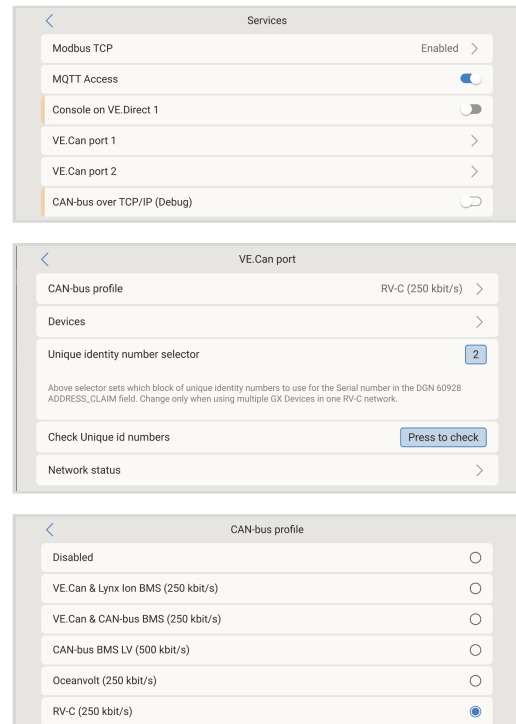 Services
Modbus TCP Enabled
MQTT Access
Console on VE.Direct 1
VE.Can port 1
VE.Can port 2
CAN-bus over TCP/IP (Debug)
VE.Can port
CAN-bus profile RV-C (250 kbit/s)
Devices
Unique identity number selector 2
Above selector sets which block of unique identity numbers to use for the Serial number in the DGN 60928
ADDRESS_CLAIM field. Change only when using multiple GX Devices in one RV-C network.
Check Unique id numbers Press to check
Network status
CAN-bus profile
Disabled
VE.Can & Lynx Ion BMS (250 kbit/s)
VE.Can & CAN-bus BMS (250 kbit/s)
CAN-bus BMS LV (500 kbit/s)
Oceanvolt (250 kbit/s)
RV-C (250 kbit/s)